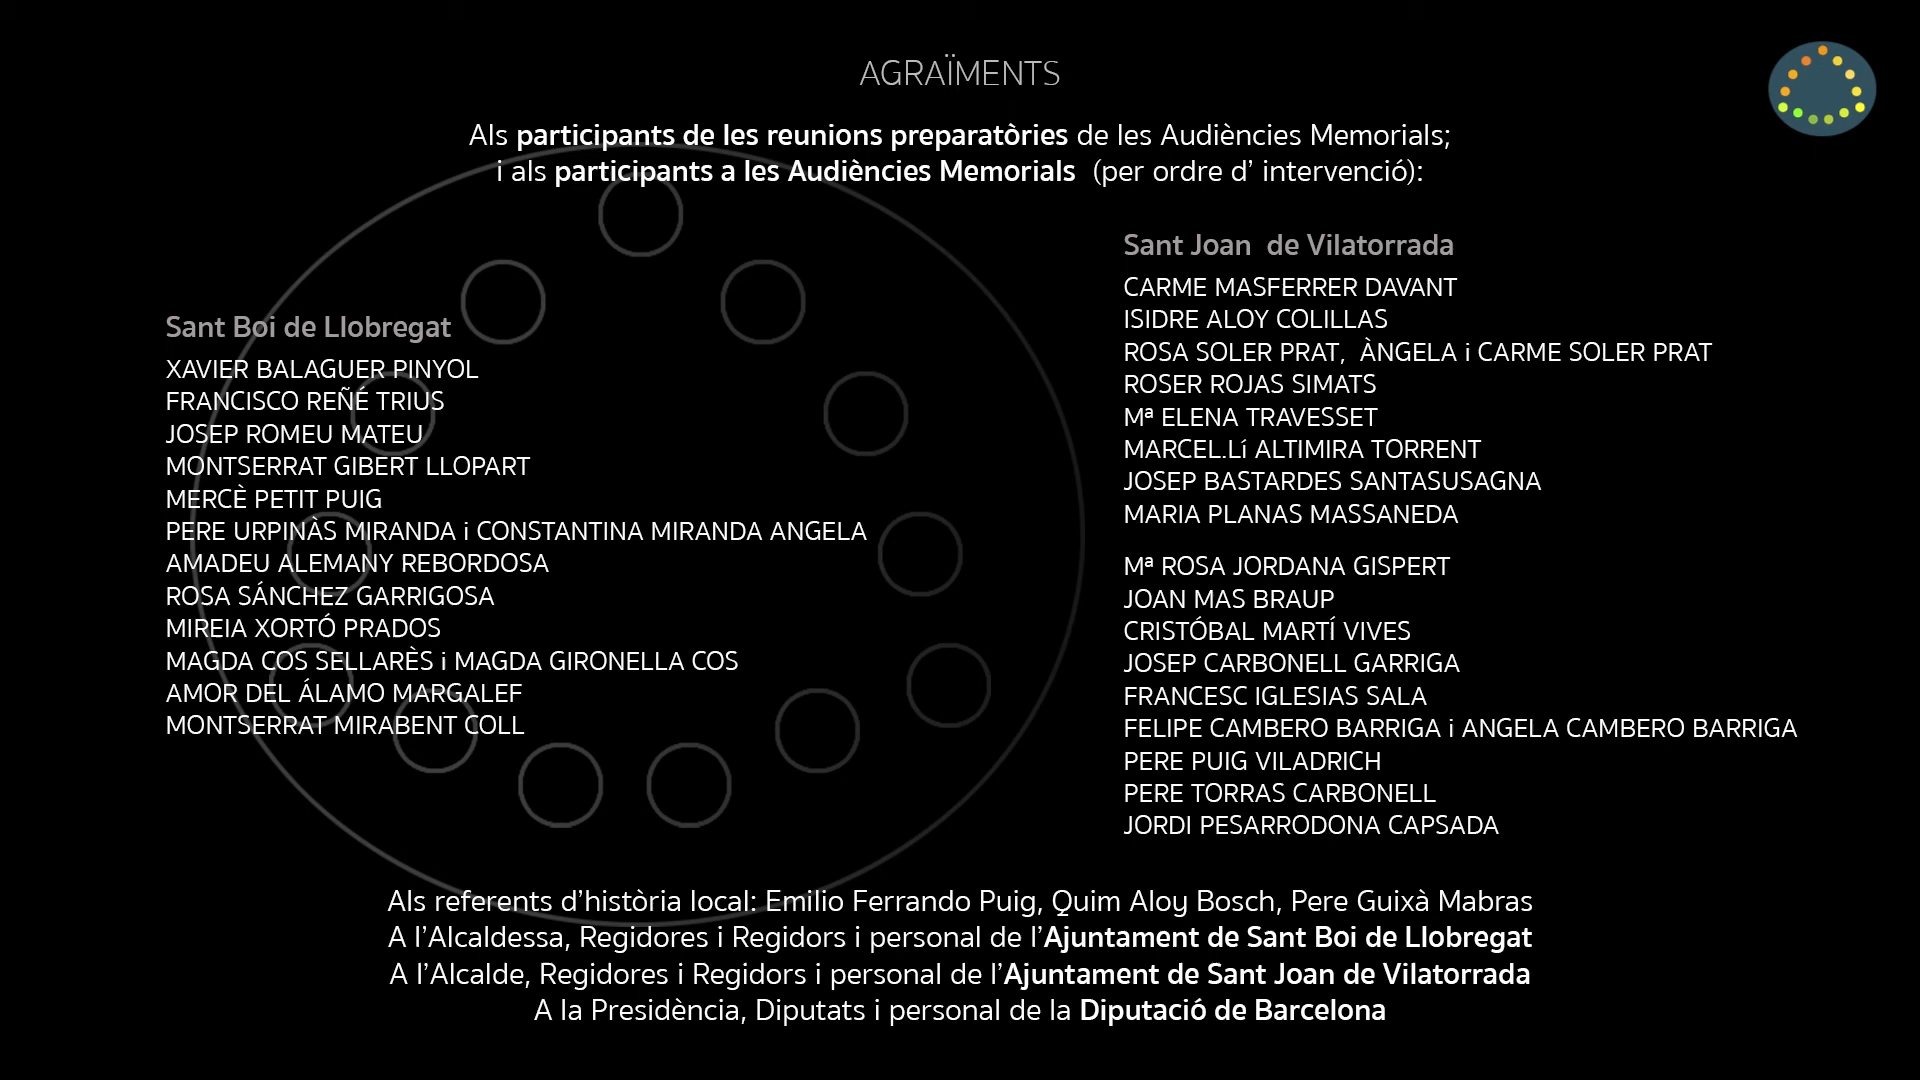 AGRAÏMENTS
Als participants de les reunions preparatòries de les Audiències Memorials;
i als participants a les Audiències Memorials (per ordre d’ intervenció):
Sant Boi de Llobregat
XAVIER BALAGUER PINYOL
FRANCISCO REÑÉ TRIUS
JOSEP ROMEU MATEU
MONTSERRAT GIBERT LLOPART
MERCÈ PETIT PUIG
PERE URPINÀS MIRANDA i CONSTANTINA MIRANDA ANGELA
AMADEU ALEMANY REBORDOSA
ROSA SÁNCHEZ GARRIGOSA
MIREIA XORTÓ PRADOS
MAGDA COS SELLARÈS i MAGDA GIRONELLA COS
AMOR DEL ÁLAMO MARGALEF
MONTSERRAT MIRABENT COLL
Sant Joan de Vilatorrada
CARME MASFERRER DAVANT
ISIDRE ALOY COLILLAS
ROSA SOLER PRAT, ÀNGELA i CARME SOLER PRAT
ROSER ROJAS SIMATS
Mª ELENA TRAVESSET
MARCEL.Lí ALTIMIRA TORRENT
JOSEP BASTARDES SANTASUSAGNA
MARIA PLANAS MASSANEDA
Mª ROSA JORDANA GISPERT
JOAN MAS BRAUP
CRISTÓBAL MARTÍ VIVES
JOSEP CARBONELL GARRIGA
FRANCESC IGLESIAS SALA
FELIPE CAMBERO BARRIGA i ANGELA CAMBERO BARRIGA
PERE PUIG VILADRICH
PERE TORRAS CARBONELL
JORDI PESARRODONA CAPSADA
Als referents d’història local: Emilio Ferrando Puig, Quim Aloy Bosch, Pere Guixà Mabras
A l’Alcaldessa, Regidores i Regidors i personal de l’Ajuntament de Sant Boi de Llobregat
A l’Alcalde, Regidores i Regidors i personal de l’Ajuntament de Sant Joan de Vilatorrada
A la Presidència, Diputats i personal de la Diputació de Barcelona